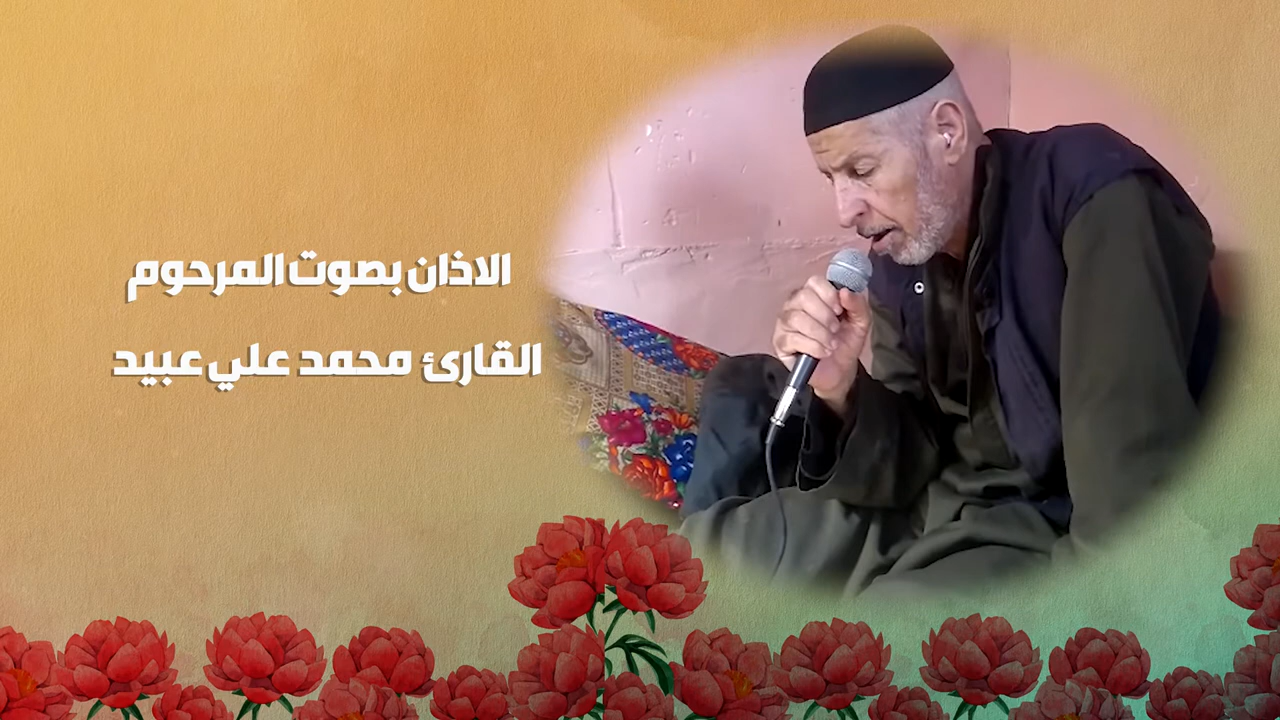 الاذان بصوت المرحوم
القارئ محمد علي عبيد